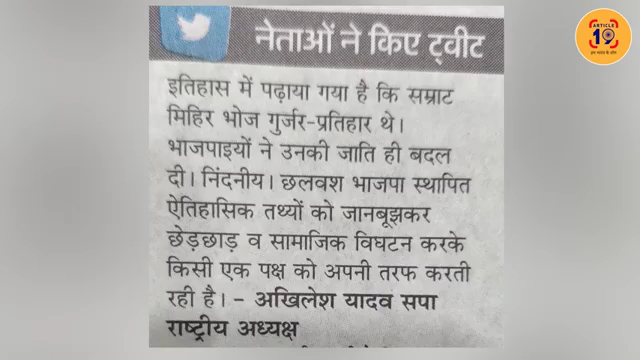 नेताओं ने किए ट्वीट
ARTICLE
19
इतिहास में पढ़ाया गया है कि सम्राट
मिहिर भोज गुर्जर-प्रतिहार थे।
भाजपाइयों ने उनकी जाति ही बदल
दी। निंदनीय। छलवश भाजपा स्थापित
ऐतिहासिक तथ्यों को जानबूझकर
छेड़छाड़ व सामाजिक विघटन करके
किसी एक पक्ष को अपनी तरफ करती
रही है। - अखिलेश यादव सपा
राष्ट्रीय अध्यक्ष